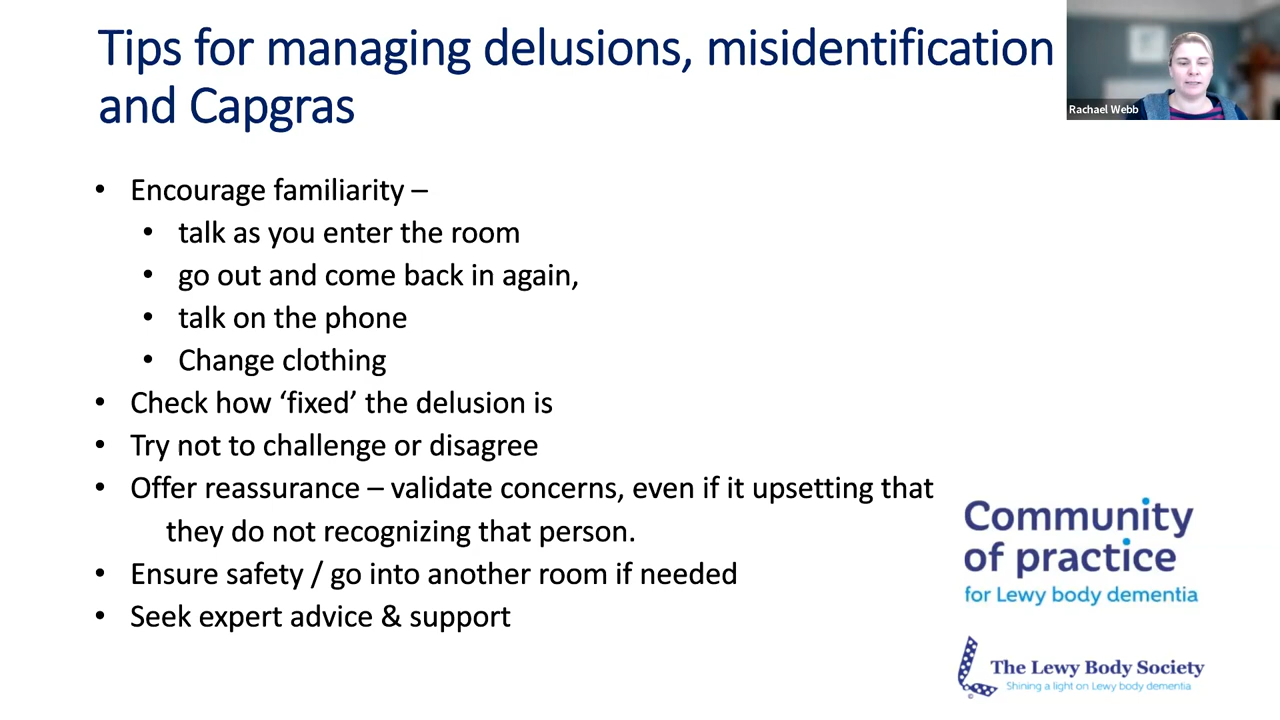 Tips for managing delusions, misidentification
and Capgras
Rachael Webb
• Encourage familiarity –
• talk as you enter the room
• go out and come back in again,
• talk on the phone
• Change clothing
• Check how ‘fixed’ the delusion is
• Try not to challenge or disagree
• Offer reassurance – validate concerns, even if it upsetting that
they do not recognizing that person.
• Ensure safety / go into another room if needed
• Seek expert advice & support
Community
of practice
for Lewy body dementia
The Lewy Body Society
Shining a light on Lewy body dementia